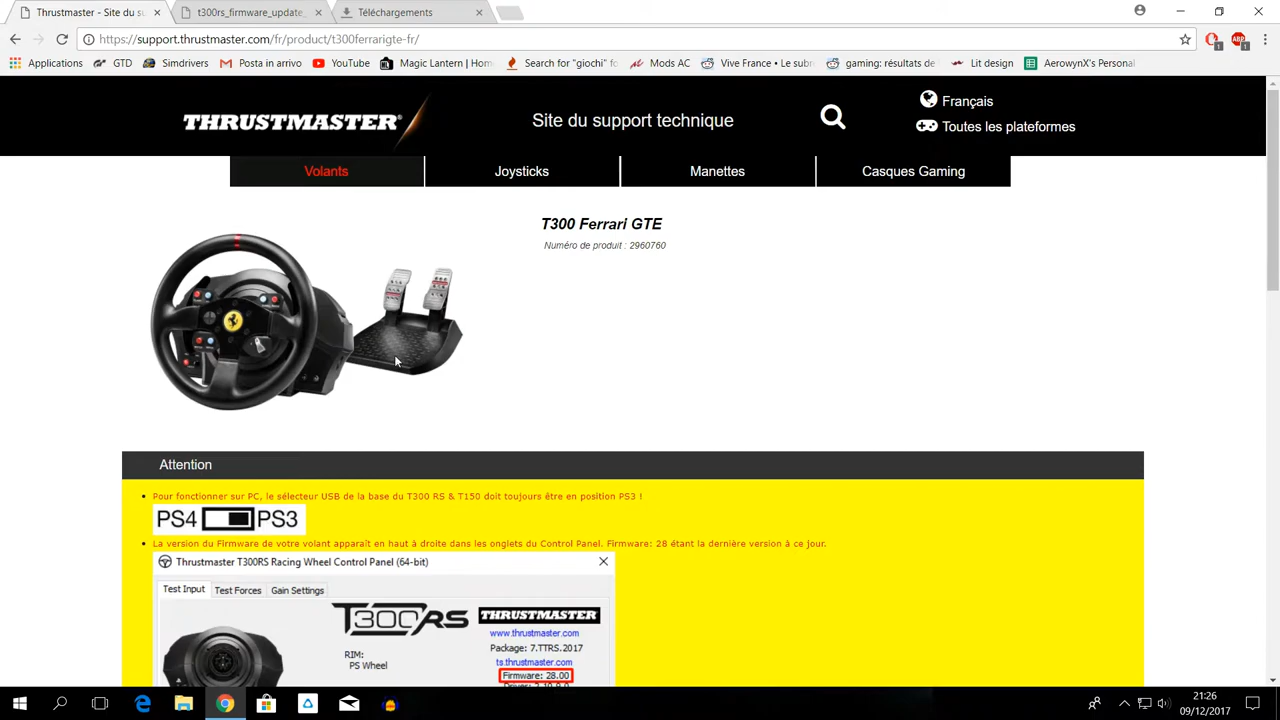 Thrustmaster - Site du su
t300rs_firmware_update_
Téléchargements
https://support.thrustmaster.com/fr/product/t300ferrarigte-fr/
Applications
GTD
Simdrivers
Posta in arrivo
YouTube
Magic Lantern | Home
Search for "giochi" fo
Mods AC
Vive France • Le subr
gaming: résultats de
Lit design
AerowynX's Personal
THRUSTMASTER®
Site du support technique
Français
Toutes les plateformes
Volants
Joysticks
Manettes
Casques Gaming
T300 Ferrari GTE
Numéro de produit : 2960760
Attention
• Pour fonctionner sur PC, le sélecteur USB de la base du T300 RS & T150 doit toujours être en position PS3 !
PS4 PS3
• La version du Firmware de votre volant apparaît en haut à droite dans les onglets du Control Panel. Firmware: 28 étant la dernière version à ce jour.
Thrustmaster T300RS Racing Wheel Control Panel (64-bit)
Test Input
Test Forces
Gain Settings
T300RS
THRUSTMASTER
www.thrustmaster.com
RIM:
PS Wheel
Package: 7.TTRS.2017
ts.thrustmaster.com
Firmware: 28.00
21:26
09/12/2017